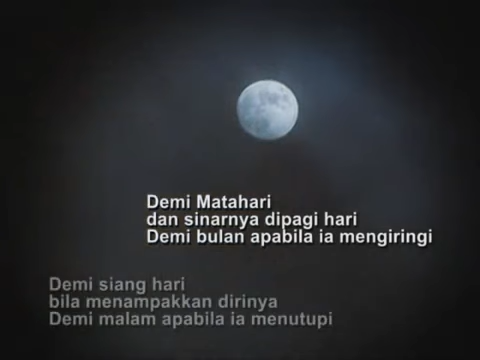 Demi Matahari
dan sinarnya dipagi hari
Demi bulan apabila ia mengiringi
Demi siang hari
bila menampakkan dirinya
Demi malam apabila ia menutupi